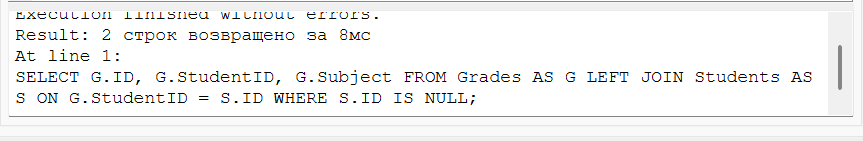 Execution finished without errors.
Result: 2 строк возвращено за 8мс
At line 1:
SELECT G.ID, G.StudentID, G.Subject FROM Grades AS G LEFT JOIN Students AS
S ON G.StudentID = S.ID WHERE S.ID IS NULL;